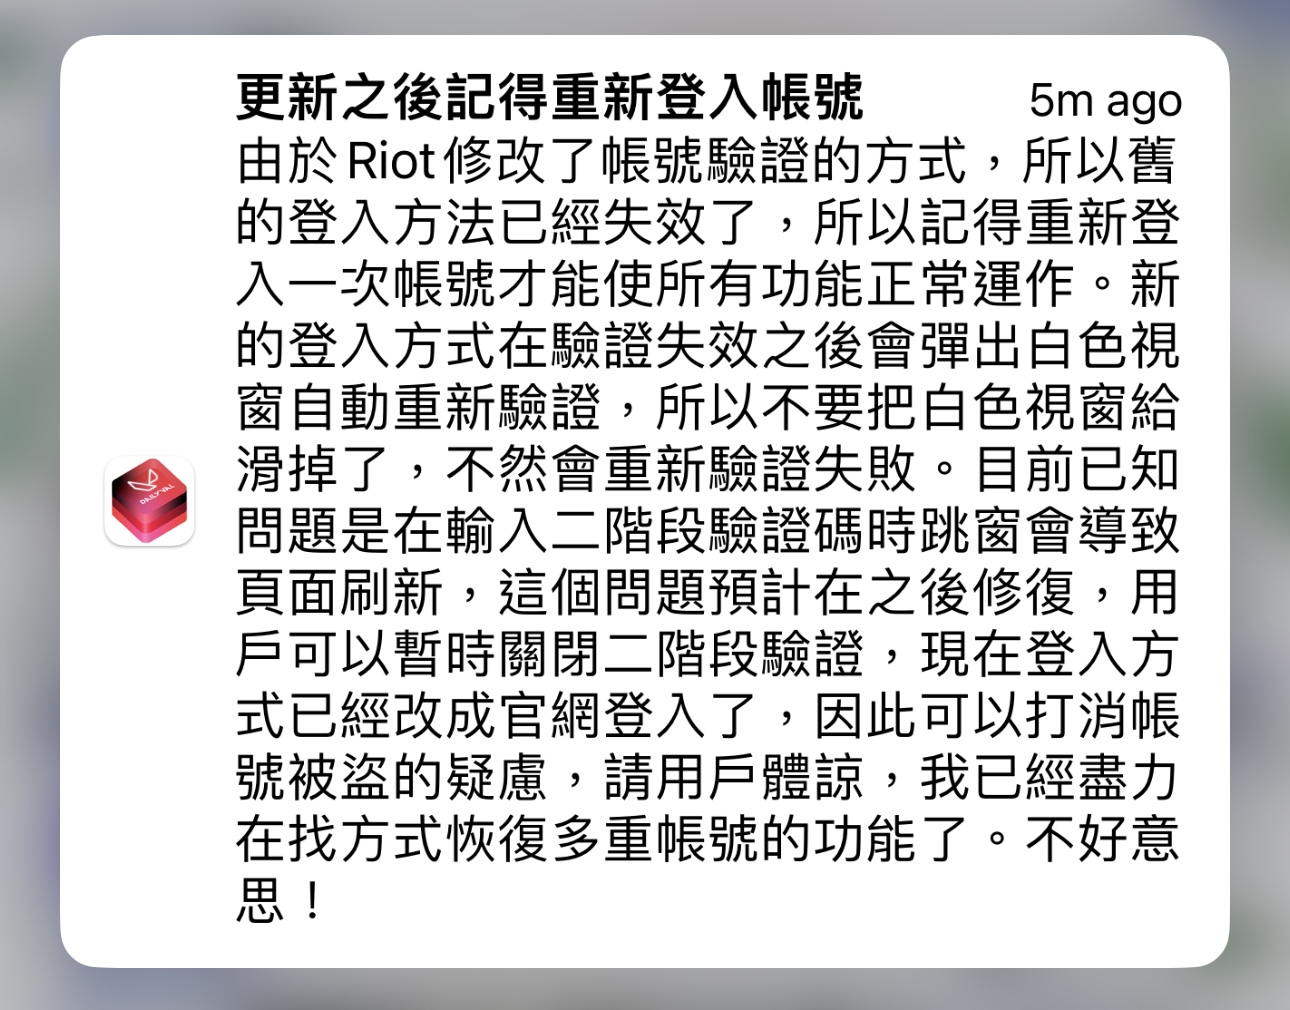 更新之後記得重新登入帳號
5m ago
由於Riot修改了帳號驗證的方式，所以舊
的登入方法已經失效了，所以記得重新登
入一次帳號才能使所有功能正常運作。新
的登入方式在驗證失效之後會彈出白色視
窗自動重新驗證，所以不要把白色視窗給
滑掉了，不然會重新驗證失敗。目前已知
問題是在輸入二階段驗證碼時跳窗會導致
頁面刷新，這個問題預計在之後修復，用
戶可以暫時關閉二階段驗證，現在登入方
式已經改成官網登入了，因此可以打消帳
號被盜的疑慮，請用戶體諒，我已經盡力
在找方式恢復多重帳號的功能了。不好意
思！
DAILYVAL